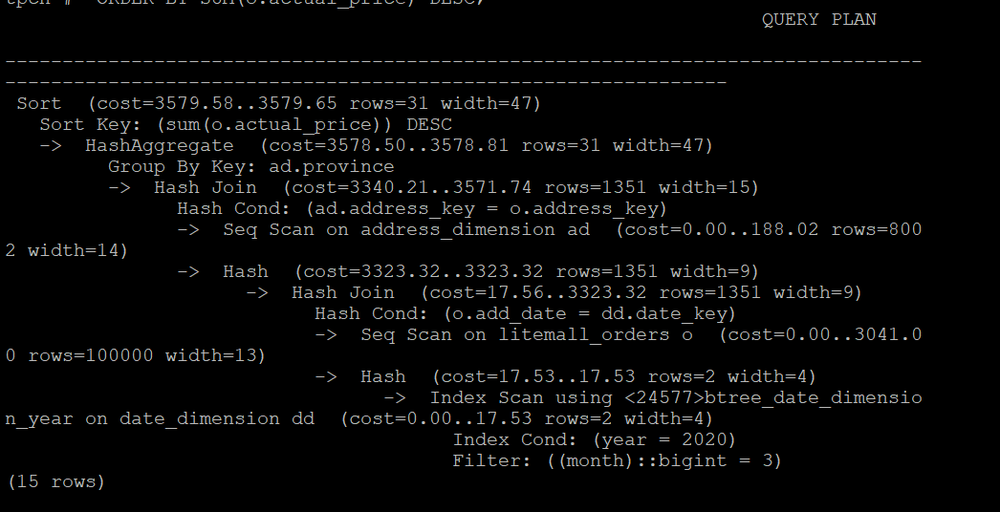 tpch-#  ORDER BY SUM(o.actual_price) DESC;
QUERY PLAN
--------------------------------------------------------------------------------
---------------------------------------------------------------
Sort  (cost=3579.58..3579.65 rows=31 width=47)
Sort Key: (sum(o.actual_price)) DESC
->  HashAggregate  (cost=3578.50..3578.81 rows=31 width=47)
Group By Key: ad.province
->  Hash Join  (cost=3340.21..3571.74 rows=1351 width=15)
Hash Cond: (ad.address_key = o.address_key)
->  Seq Scan on address_dimension ad  (cost=0.00..188.02 rows=800
2 width=14)
->  Hash  (cost=3323.32..3323.32 rows=1351 width=9)
->  Hash Join  (cost=17.56..3323.32 rows=1351 width=9)
Hash Cond: (o.add_date = dd.date_key)
->  Seq Scan on litemall_orders o  (cost=0.00..3041.0
0 rows=100000 width=13)
->  Hash  (cost=17.53..17.53 rows=2 width=4)
->  Index Scan using <24577>btree_date_dimensio
n_year on date_dimension dd  (cost=0.00..17.53 rows=2 width=4)
Index Cond: (year = 2020)
Filter: ((month)::bigint = 3)
(15 rows)